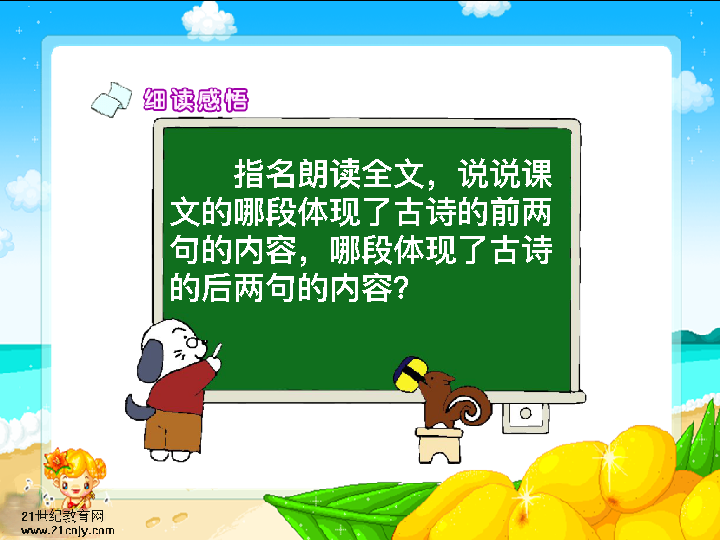 细读感悟
指名朗读全文，说说课
文的哪段体现了古诗的前两
句的内容，哪段体现了古诗
的后两句的内容？
21世纪教育网
www.21cnjy.com